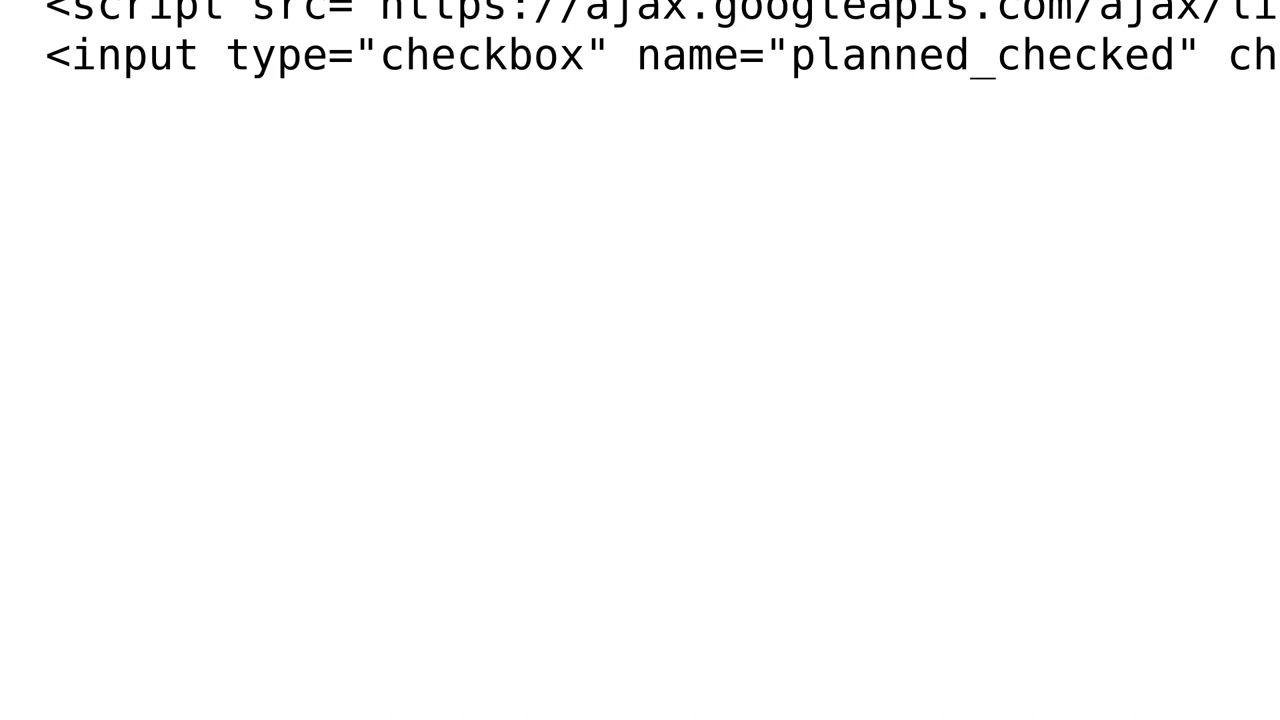 <script src="https://ajax.googleapis.com/ajax/li
<input type="checkbox" name="planned_checked" ch